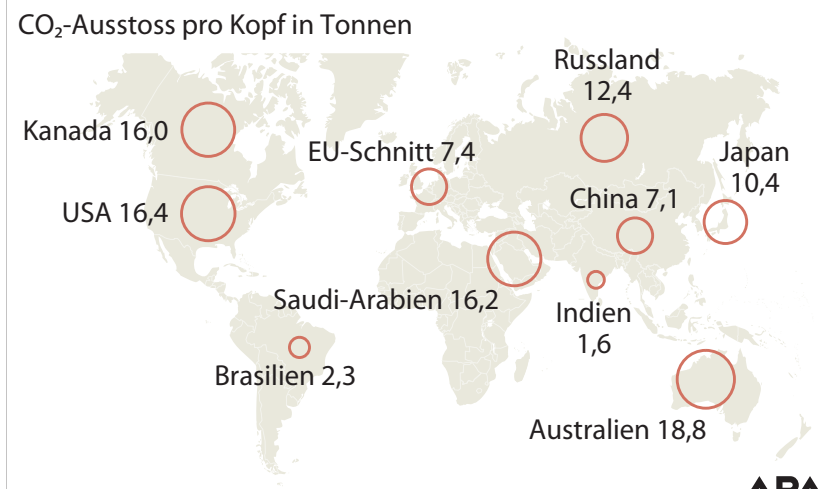 CO₂-Ausstoss pro Kopf in Tonnen
Russland
12,4
Kanada 16,0
EU-Schnitt 7,4
Japan
10,4
China 7,1
USA 16,4
Saudi-Arabien 16,2
Indien
1,6
Brasilien 2,3
Australien 18,8
APA